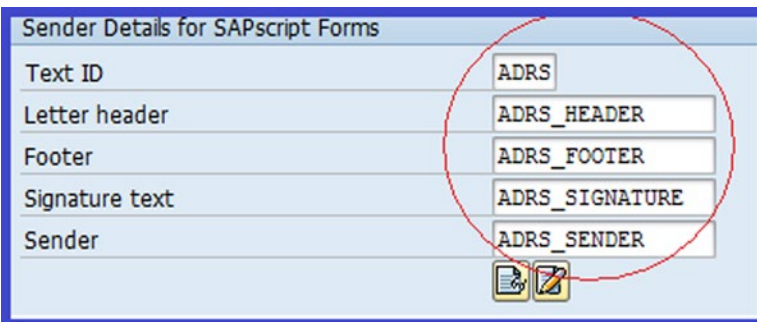 Sender Details for SAPscript Forms
Text ID ADRS
Letter header ADRS_HEADER
Footer ADRS_FOOTER
Signature text ADRS_SIGNATURE
Sender ADRS_SENDER